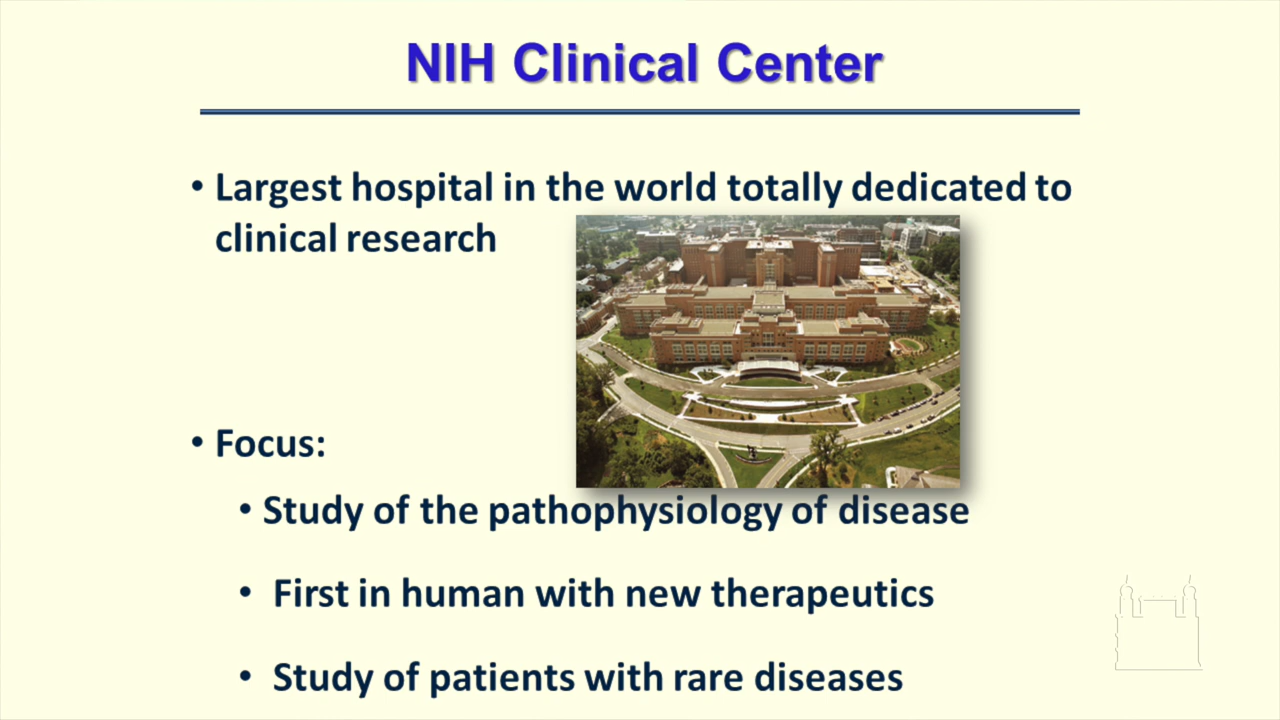 NIH Clinical Center
• Largest hospital in the world totally dedicated to
clinical research
• Focus:
• Study of the pathophysiology of disease
• First in human with new therapeutics
• Study of patients with rare diseases